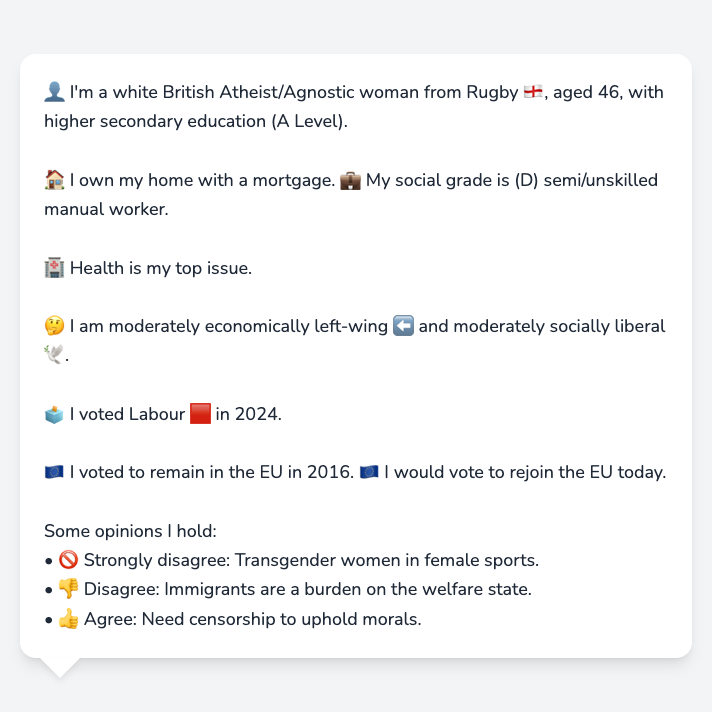 👤 I'm a white British Atheist/Agnostic woman from Rugby 🏴󠁧󠁢󠁥󠁮󠁧󠁿, aged 46, with
higher secondary education (A Level).
🏠 I own my home with a mortgage. 💼 My social grade is (D) semi/unskilled
manual worker.
🏥 Health is my top issue.
🤔 I am moderately economically left-wing ⬅️ and moderately socially liberal
🕊️.
🗳️ I voted Labour 🟥 in 2024.
🇪🇺 I voted to remain in the EU in 2016. 🇪🇺 I would vote to rejoin the EU today.
Some opinions I hold:
• 🚫 Strongly disagree: Transgender women in female sports.
• 👎 Disagree: Immigrants are a burden on the welfare state.
• 👍 Agree: Need censorship to uphold morals.